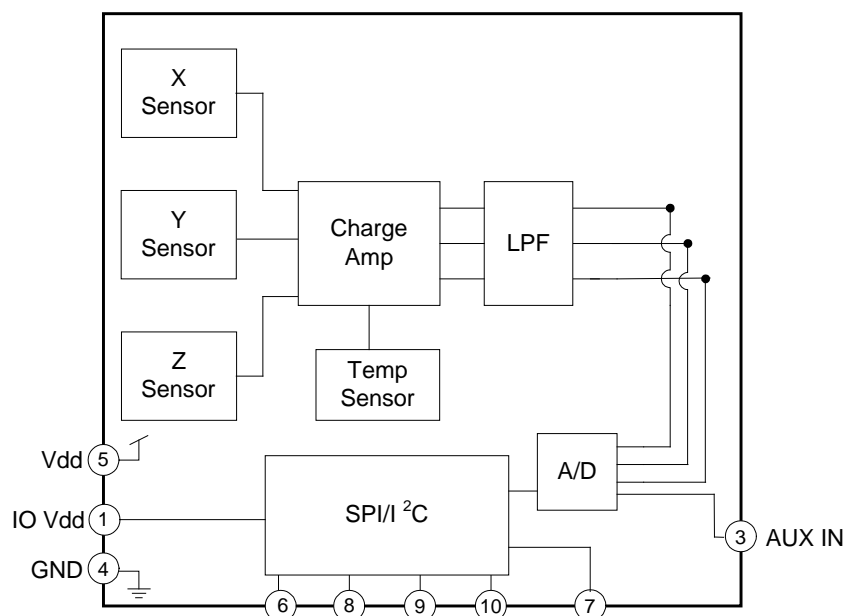 X
Sensor
Y
Sensor
Charge
Amp
LPF
Z
Sensor
Temp
Sensor
Vdd 5
A/D
IO Vdd 1
SPI/I ²C
3 AUX IN
GND 4
6 8 9 10 7